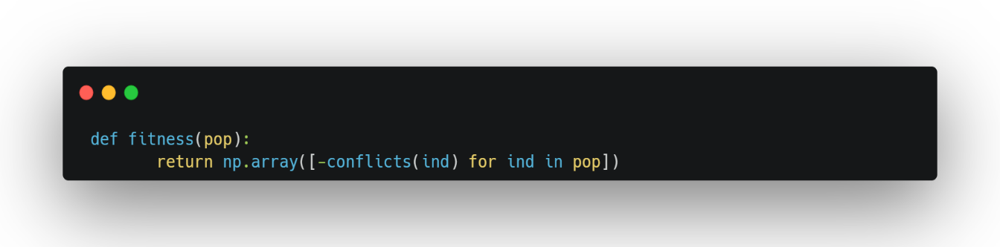 def fitness(pop):
       return np.array([-conflicts(ind) for ind in pop])